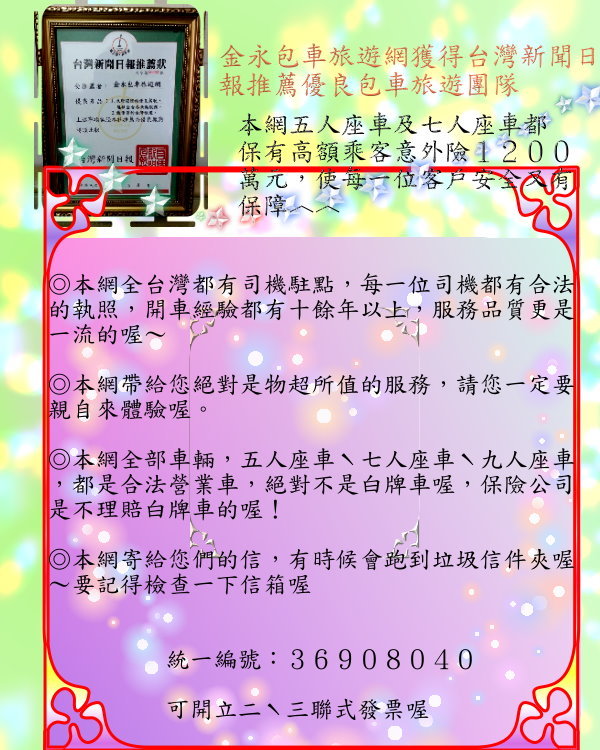 台灣新聞日報推薦狀
金永包車旅遊網獲得台灣新聞日
報推薦優良包車旅遊團隊
本網五人座車及七人座車都
保有高額乘客意外險１２００
萬元，使每一位客戶安全又有
保障︿︿
台灣新聞日報
◎本網全台灣都有司機駐點，每一位司機都有合法
的執照，開車經驗都有十餘年以上，服務品質更是
一流的喔～
◎本網帶給您絕對是物超所值的服務，請您一定要
親自來體驗喔。
◎本網全部車輛，五人座車、七人座車、九人座車
，都是合法營業車，絕對不是白牌車喔，保險公司
是不理賠白牌車的喔！
◎本網寄給您們的信，有時候會跑到垃圾信件夾喔
～要記得檢查一下信箱喔
統一編號：３６９０８０４０
可開立二、三聯式發票喔